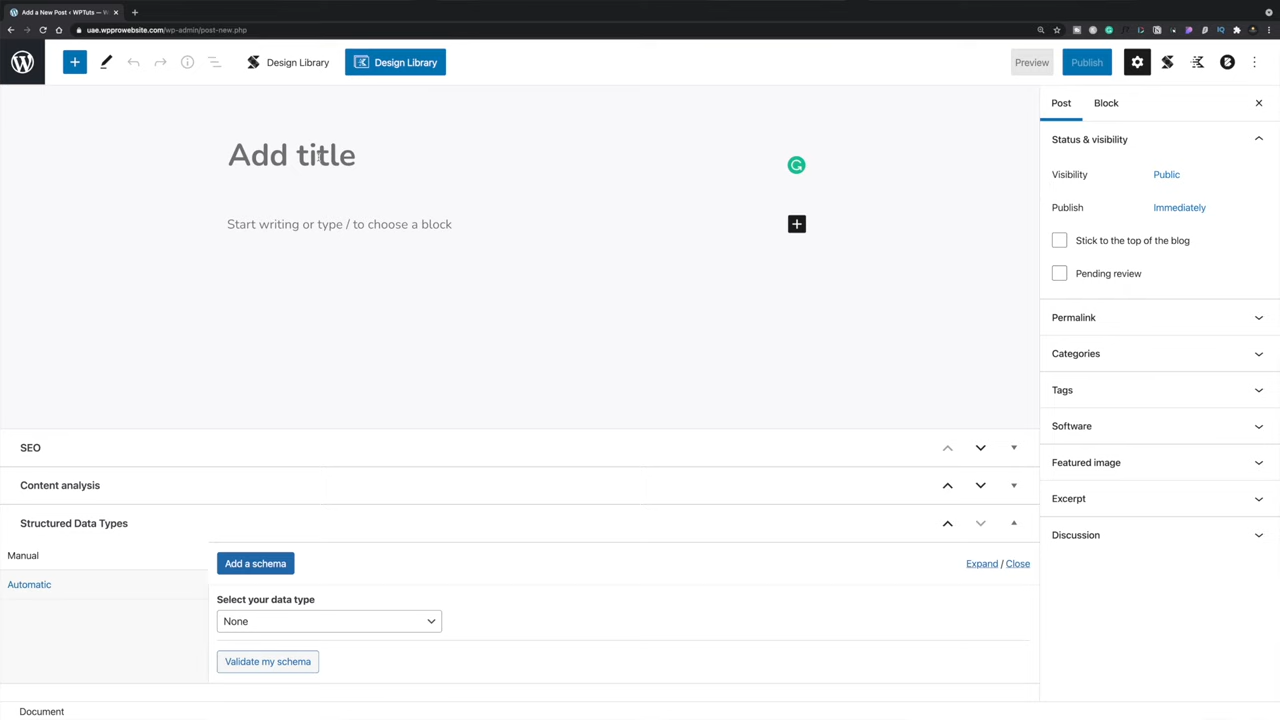 Add a New Post ‹ WPTuts — W
uae.wpprowebsite.com/wp-admin/post-new.php
Design Library
Design Library
Preview
Publish
Add title
Start writing or type / to choose a block
Post
Block
Status & visibility
Visibility
Public
Publish
Immediately
Stick to the top of the blog
Pending review
Permalink
Categories
Tags
Software
Featured image
Excerpt
Discussion
SEO
Content analysis
Structured Data Types
Manual
Automatic
Add a schema
Expand / Close
Select your data type
None
Validate my schema
Document